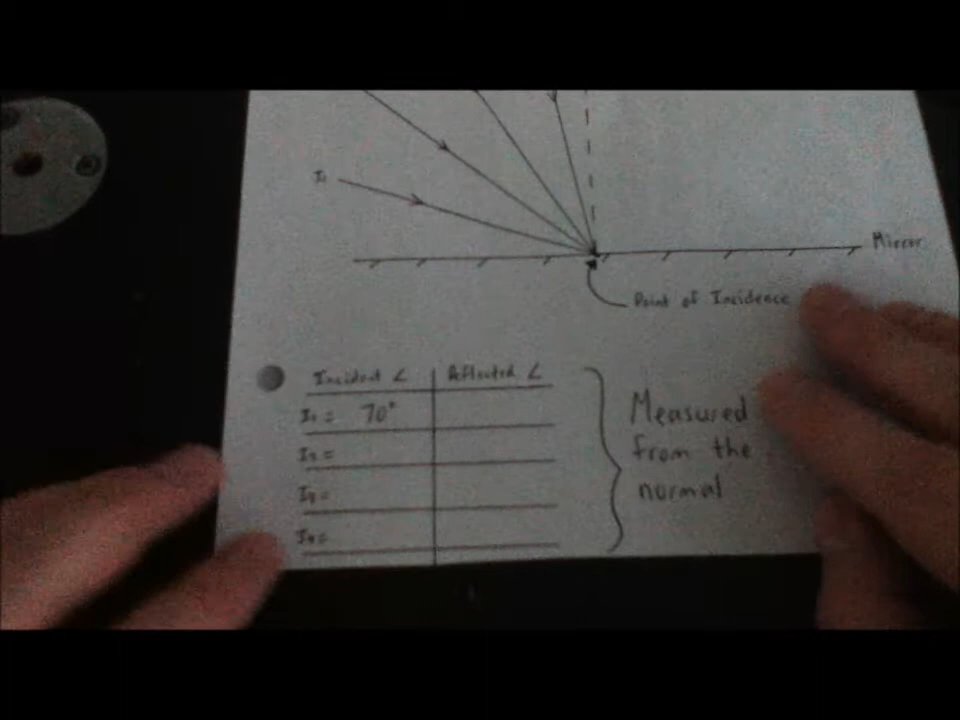 I₁
Mirror
Point of Incidence
Incident ∠ Reflected ∠
I₁ = 70°
I₂ =
I₃ =
I₄ =
Measured
from the
normal